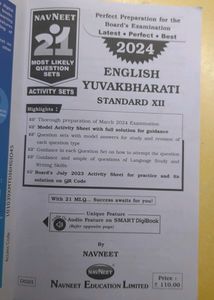 NAVNEET
21
MOST LIKELY
QUESTION
SETS
ACTIVITY SETS
Perfect Preparation for the
Board's Examination
Latest • Perfect • Best
2024
ENGLISH
YUVAKBHARATI
STANDARD XII
Highlights :
Thorough preparation of March 2024 Examination
Model Activity Sheet with full solution for guidance
Question sets with model answers for study and revision of
each question type
Guidance in each Question Set on how to attempt the question
Guidance and ample of questions of Language Study and
Writing Skills
Board's July 2023 Activity Sheet for practice and its
solution on QR Code
With 21 MLQ... Success awaits for you!
Unique Feature
Audio Feature on SMART DigiBook
(Refer opposite page)
By
NAVNEET
NAVNEET
NAVNEET EDUCATION LIMITED
Price :
₹ 110.00